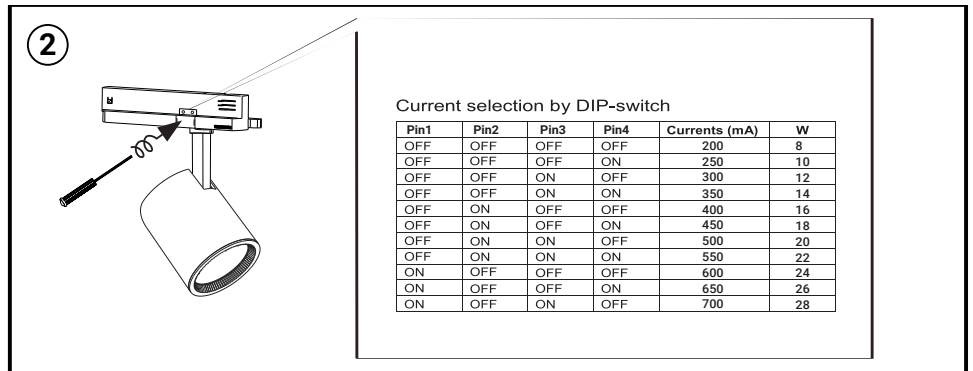 2
Current selection by DIP-switch
Pin1 Pin2 Pin3 Pin4 Currents (mA) W
OFF OFF OFF OFF 200 8
OFF OFF OFF ON 250 10
OFF OFF ON OFF 300 12
OFF OFF ON ON 350 14
OFF ON OFF OFF 400 16
OFF ON OFF ON 450 18
OFF ON ON OFF 500 20
OFF ON ON ON 550 22
ON OFF OFF OFF 600 24
ON OFF OFF ON 650 26
ON OFF ON OFF 700 28